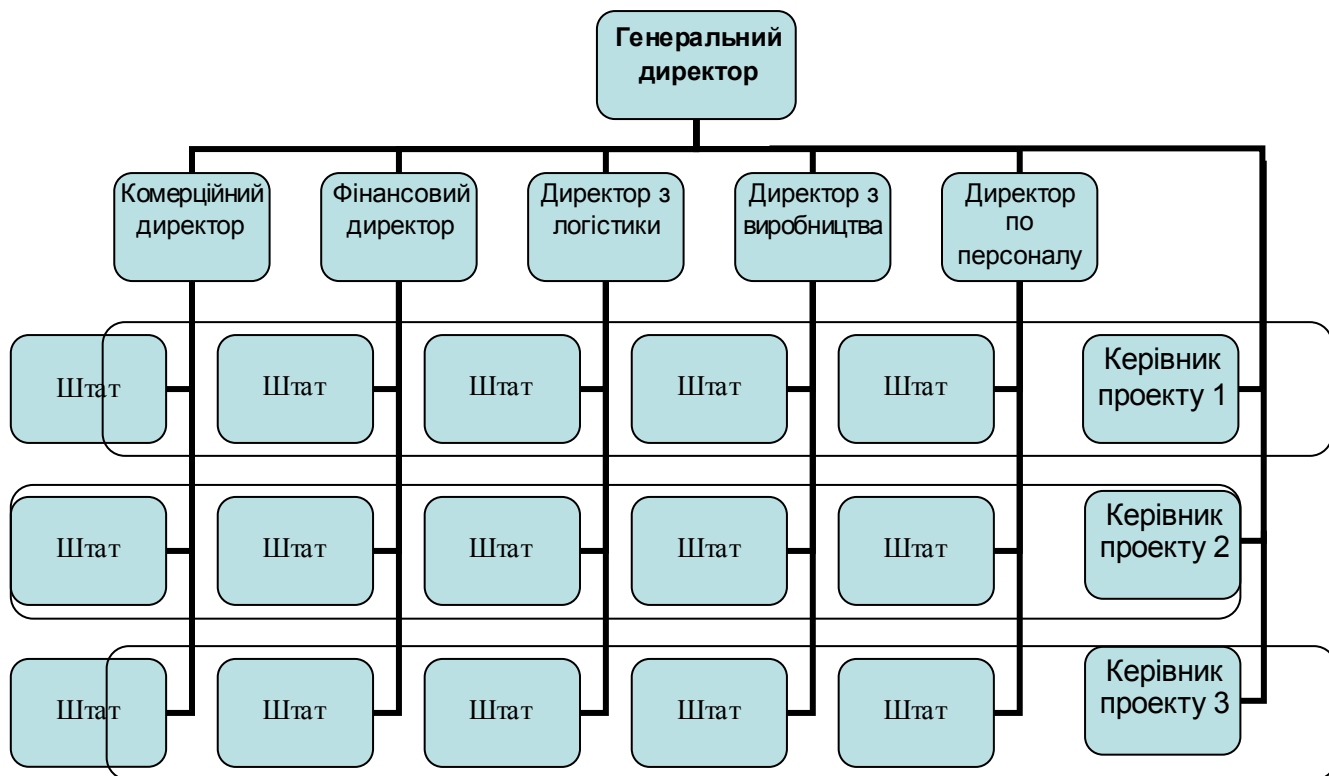 Генеральний
директор
Комерційний
директор
Фінансовий
директор
Директор з
логістики
Директор з
виробництва
Директор
по
персоналу
Штат
Штат
Штат
Штат
Штат
Керівник
проекту 1
Штат
Штат
Штат
Штат
Штат
Керівник
проекту 2
Штат
Штат
Штат
Штат
Штат
Керівник
проекту 3